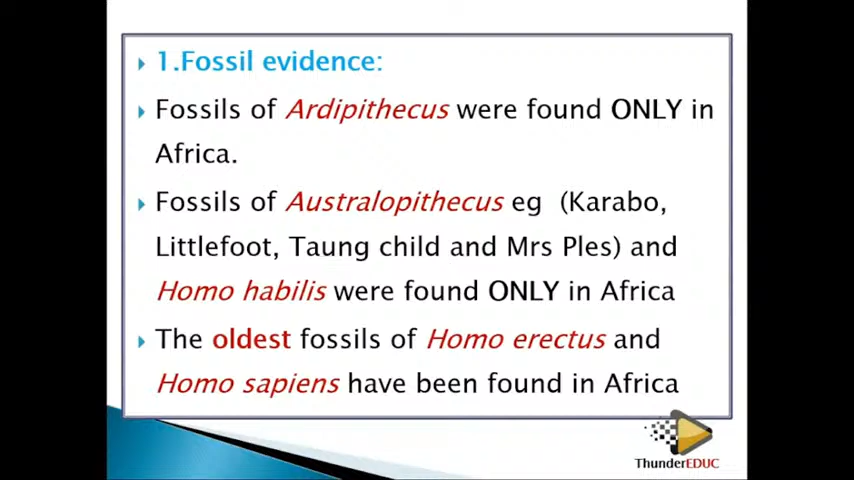 1.Fossil evidence:
Fossils of Ardipithecus were found ONLY in
Africa.
Fossils of Australopithecus eg (Karabo,
Littlefoot, Taung child and Mrs Ples) and
Homo habilis were found ONLY in Africa
The oldest fossils of Homo erectus and
Homo sapiens have been found in Africa
ThunderEDUC